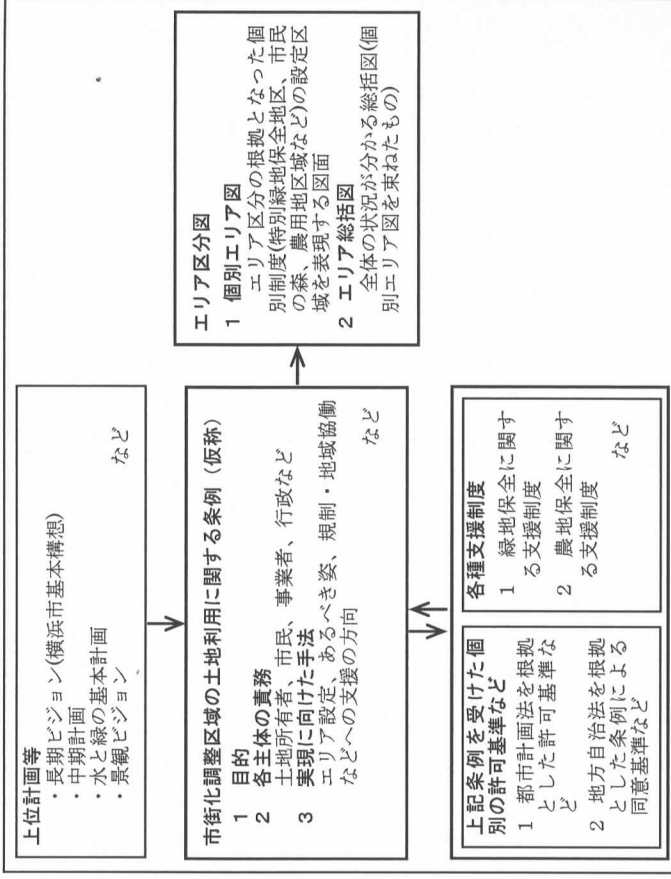 上位計画等
・長期ビジョン(横浜市基本構想)
・中期計画
・水と緑の基本計画
・景観ビジョン
など
市街化調整区域の土地利用に関する条例（仮称）
1 目的
2 各主体の責務
土地所有者、市民、事業者、行政など
3 実現に向けた手法
エリア設定、あるべき姿、規制・地域協働
などへの支援の方向
など
エリア区分図
1 個別エリア図
エリア区分の根拠となった個
別制度(特別緑地保全地区、市民
の森、農用地区域など)の設定区
域を表現する図面
2 エリア総括図
全体の状況が分かる総括図(個
別エリア図を束ねたもの)
上記条例を受けた個
別の許可基準など
1 都市計画法を根拠
とした許可基準な
ど
2 地方自治法を根拠
とした条例による
同意基準など
各種支援制度
1 緑地保全に関す
る支援制度
2 農地保全に関す
る支援制度
など